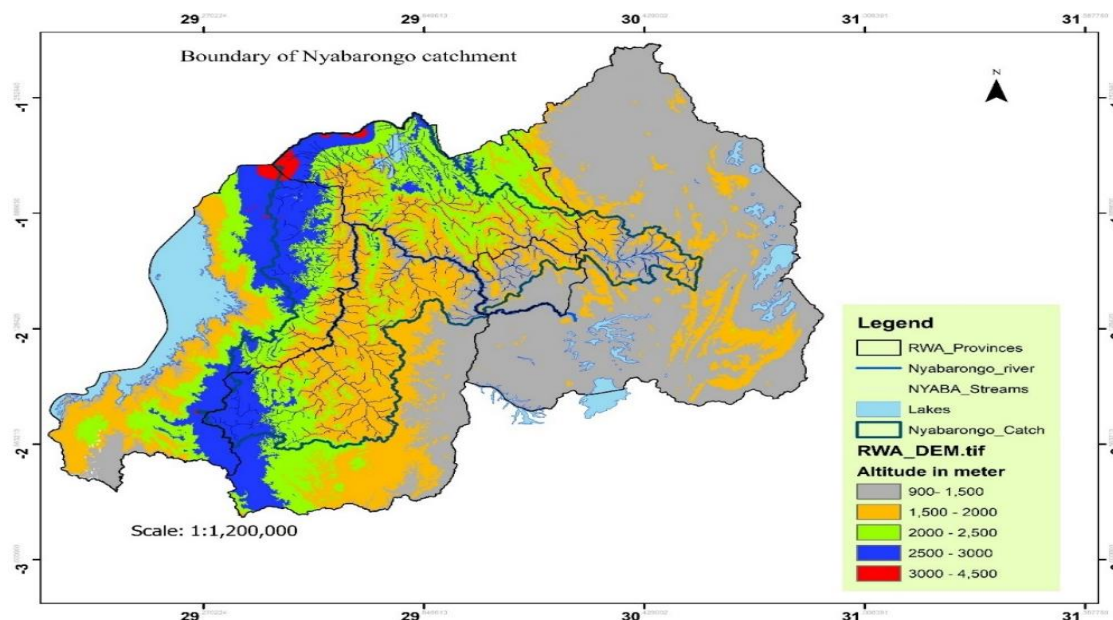 29 29 30 31 31
Boundary of Nyabarongo catchment
N
-1
-1
-2
-2
-3
Legend
RWA_Provinces
Nyabarongo_river
NYABA_Streams
Lakes
Nyabarongo_Catch
RWA_DEM.tif
Altitude in meter
900- 1,500
1,500 - 2000
2000 - 2,500
2500 - 3000
3000 - 4,500
Scale: 1:1,200,000
29 29 30 31 31